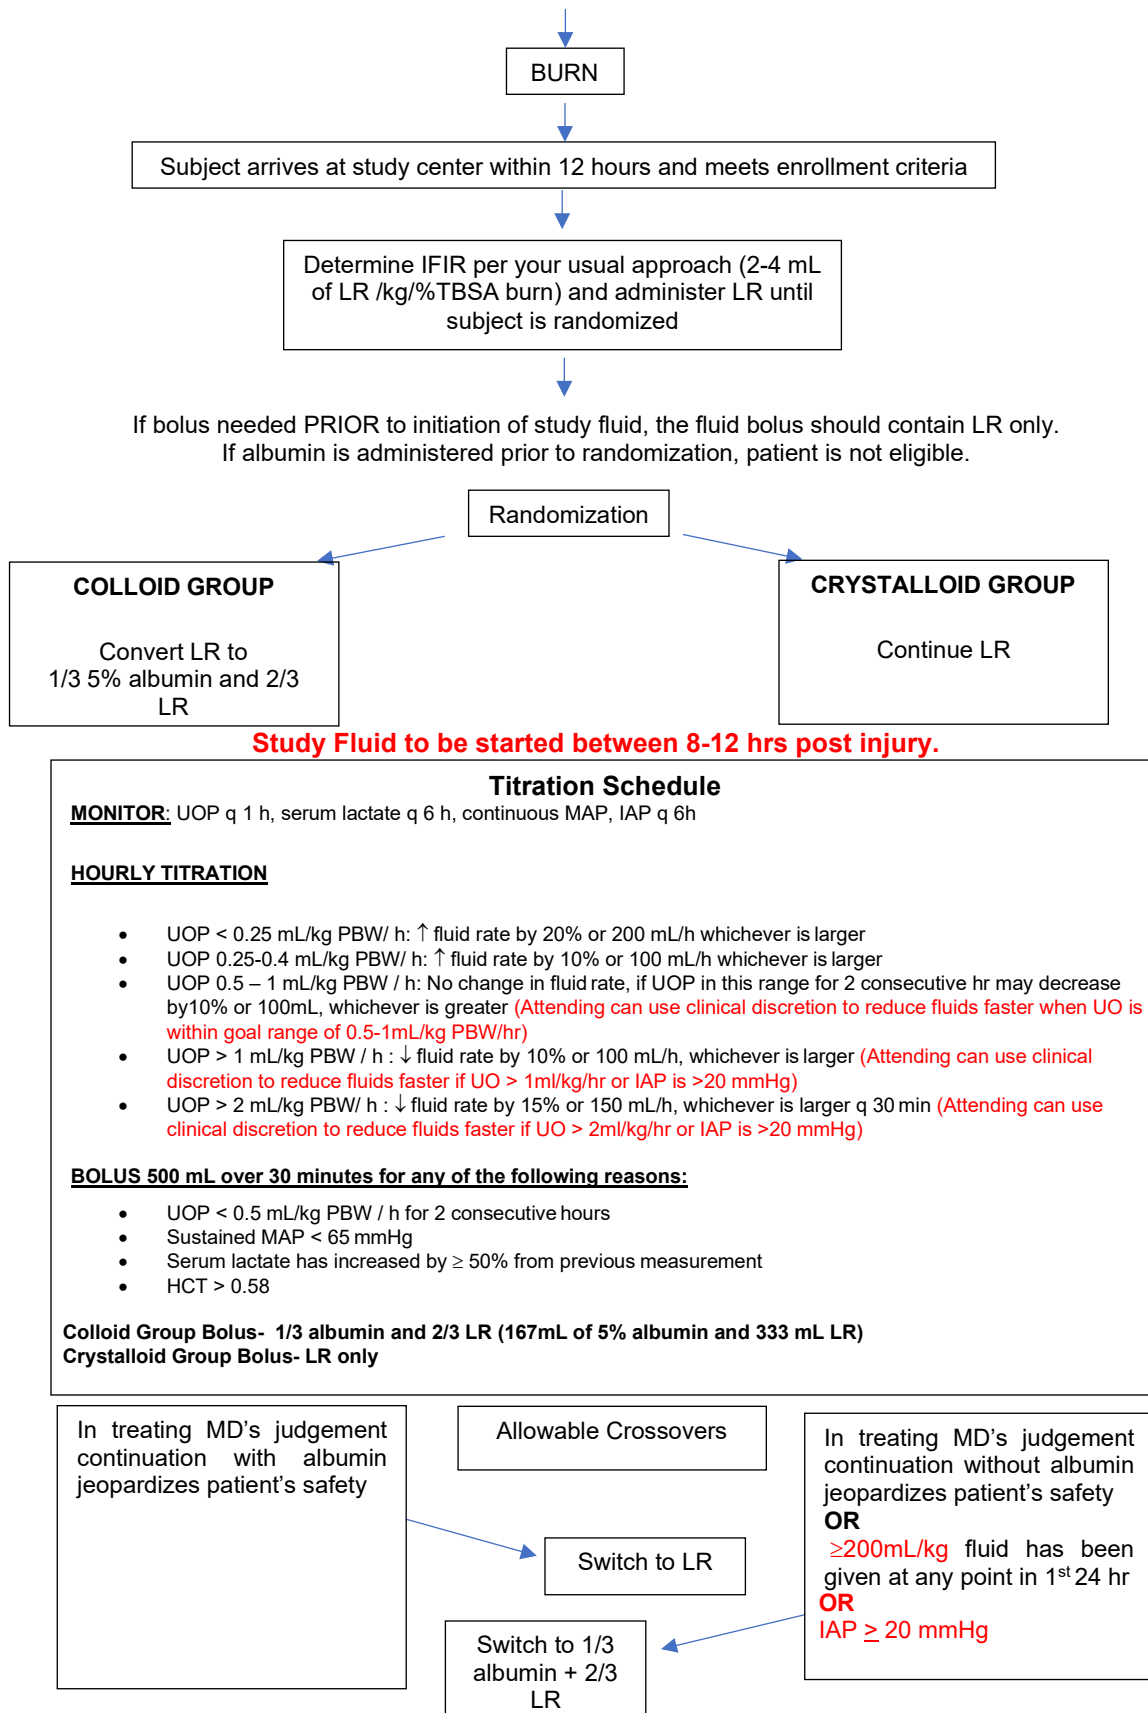 BURN
Subject arrives at study center within 12 hours and meets enrollment criteria
Determine IFIR per your usual approach (2-4 mL
of LR /kg/%TBSA burn) and administer LR until
subject is randomized
If bolus needed PRIOR to initiation of study fluid, the fluid bolus should contain LR only.
If albumin is administered prior to randomization, patient is not eligible.
Randomization
COLLOID GROUP
Convert LR to
1/3 5% albumin and 2/3
LR
CRYSTALLOID GROUP
Continue LR
Study Fluid to be started between 8-12 hrs post injury.
Titration Schedule
MONITOR: UOP q 1 h, serum lactate q 6 h, continuous MAP, IAP q 6h
HOURLY TITRATION
• UOP < 0.25 mL/kg PBW/ h: ↑ fluid rate by 20% or 200 mL/h whichever is larger
• UOP 0.25-0.4 mL/kg PBW/ h: ↑ fluid rate by 10% or 100 mL/h whichever is larger
• UOP 0.5 – 1 mL/kg PBW / h: No change in fluid rate, if UOP in this range for 2 consecutive hr may decrease
by10% or 100mL, whichever is greater (Attending can use clinical discretion to reduce fluids faster when UO is
within goal range of 0.5-1mL/kg PBW/hr)
• UOP > 1 mL/kg PBW / h : ↓ fluid rate by 10% or 100 mL/h, whichever is larger (Attending can use clinical
discretion to reduce fluids faster if UO > 1ml/kg/hr or IAP is >20 mmHg)
• UOP > 2 mL/kg PBW/ h : ↓ fluid rate by 15% or 150 mL/h, whichever is larger q 30 min (Attending can use
clinical discretion to reduce fluids faster if UO > 2ml/kg/hr or IAP is >20 mmHg)
BOLUS 500 mL over 30 minutes for any of the following reasons:
• UOP < 0.5 mL/kg PBW / h for 2 consecutive hours
• Sustained MAP < 65 mmHg
• Serum lactate has increased by ≥ 50% from previous measurement
• HCT > 0.58
Colloid Group Bolus- 1/3 albumin and 2/3 LR (167mL of 5% albumin and 333 mL LR)
Crystalloid Group Bolus- LR only
In treating MD's judgement
continuation with albumin
jeopardizes patient's safety
Allowable Crossovers
In treating MD's judgement
continuation without albumin
jeopardizes patient's safety
OR
≥200mL/kg fluid has been
given at any point in 1st 24 hr
OR
IAP ≥ 20 mmHg
Switch to LR
Switch to 1/3
albumin + 2/3
LR